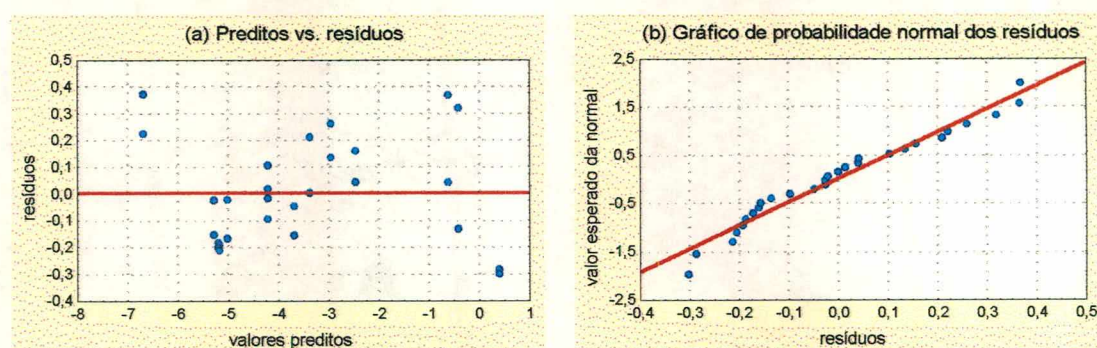 (a) Preditos vs. resíduos
0,5
0,4
0,3
0,2
0,1
0,0
-0,1
-0,2
-0,3
-0,4
resíduos
-8 -7 -6 -5 -4 -3 -2 -1 0 1
valores preditos
(b) Gráfico de probabilidade normal dos resíduos
2,5
1,5
0,5
-0,5
-1,5
-2,5
valor esperado da normal
-0,4 -0,3 -0,2 -0,1 0,0 0,1 0,2 0,3 0,4 0,5
resíduos